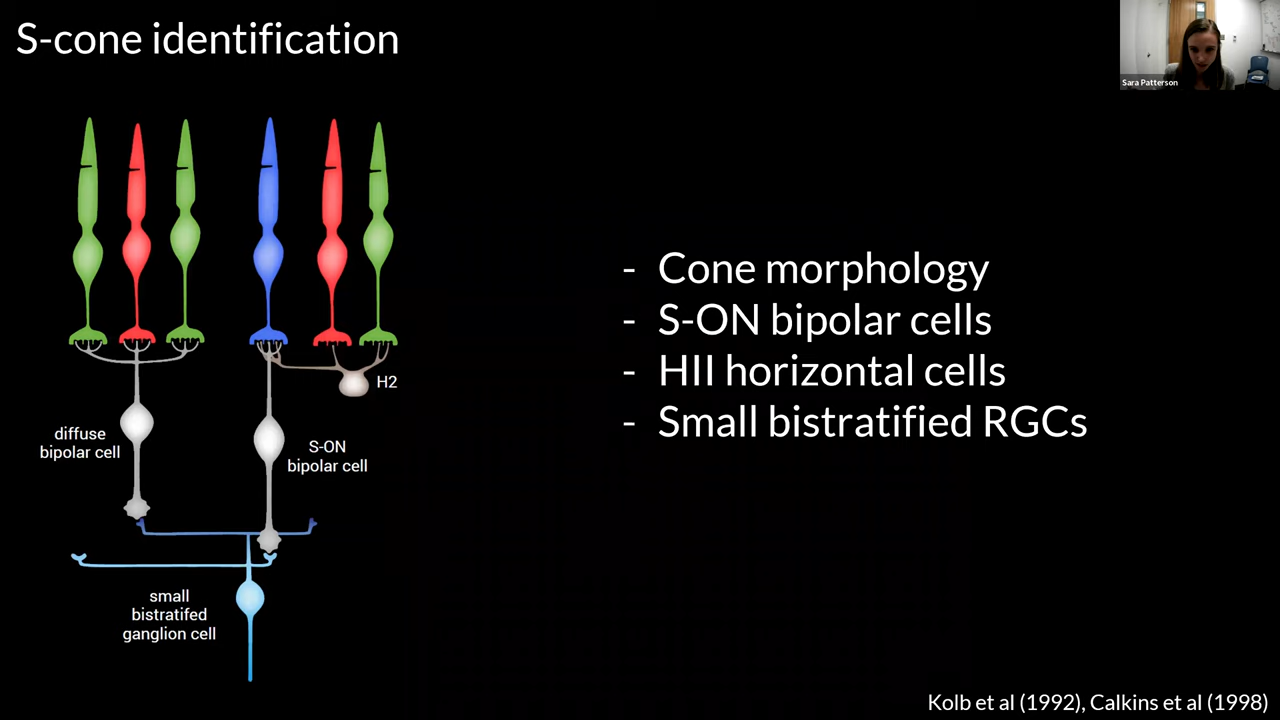 S-cone identification
Sara Patterson
- Cone morphology
- S-ON bipolar cells
- HII horizontal cells
- Small bistratified RGCs
H2
diffuse
bipolar cell
S-ON
bipolar cell
small
bistratifed
ganglion cell
Kolb et al (1992), Calkins et al (1998)